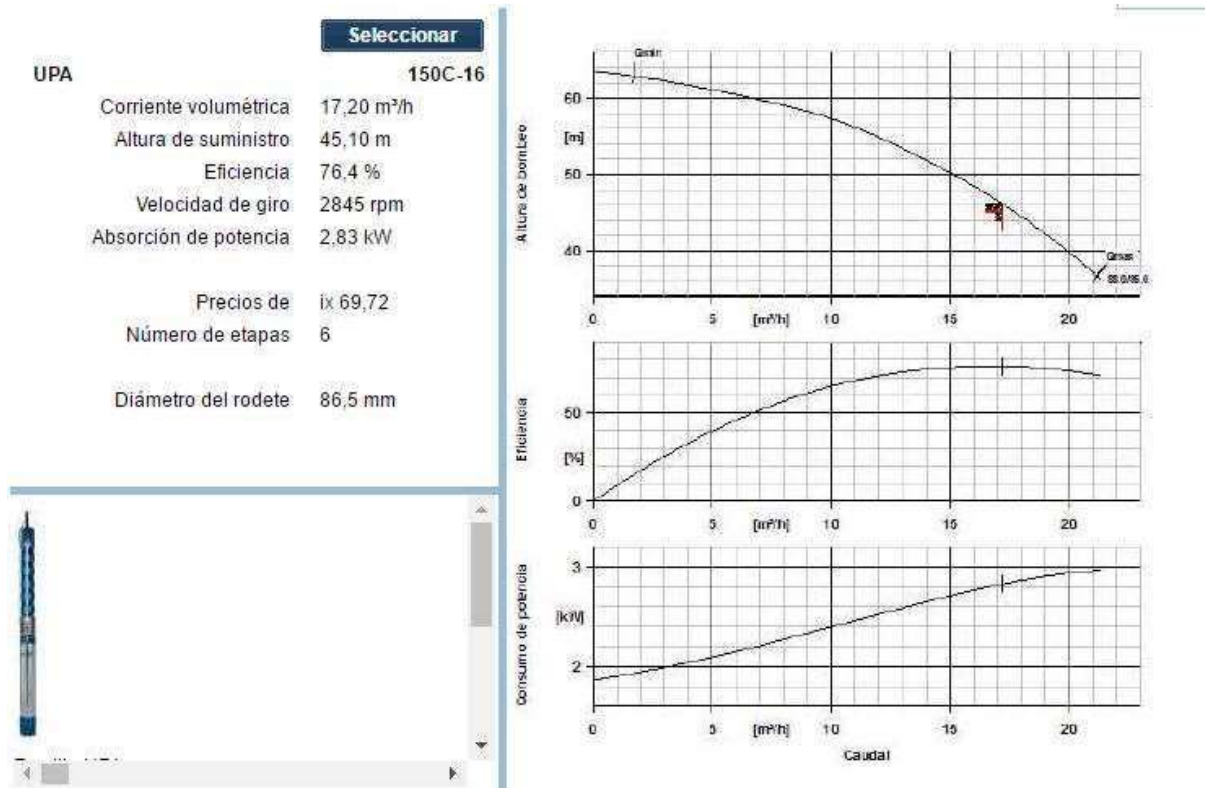 Seleccionar
UPA 150C-16
Corriente volumétrica 17,20 m³/h
Altura de suministro 45,10 m
Eficiencia 76,4 %
Velocidad de giro 2845 rpm
Absorción de potencia 2,83 kW
Precios de ix 69,72
Número de etapas 6
Diámetro del rodete 86,5 mm
Altura de bombeo
[m]
60
50
40
Qmin
Qmax
0 5 [m³/h] 10 15 20
Eficiencia
[%]
50
0
0 5 [m³/h] 10 15 20
Consumo de potencia
[kW]
3
2
0 5 [m³/h] 10 15 20
Caudal